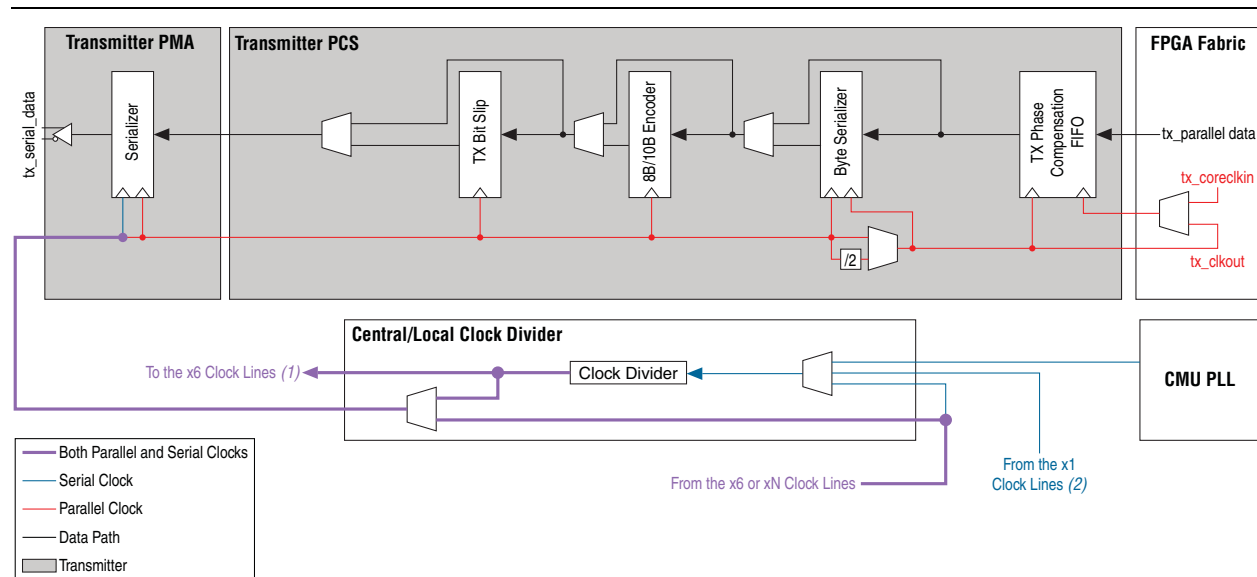 Transmitter PMA
Transmitter PCS
FPGA Fabric
tx_serial_data
Serializer
TX Bit Slip
8B/10B Encoder
Byte Serializer
TX Phase
Compensation
FIFO
tx_parallel data
tx_coreclkin
/2
tx_clkout
Central/Local Clock Divider
To the x6 Clock Lines (1)
Clock Divider
CMU PLL
Both Parallel and Serial Clocks
Serial Clock
Parallel Clock
Data Path
Transmitter
From the x6 or xN Clock Lines
From the x1
Clock Lines (2)